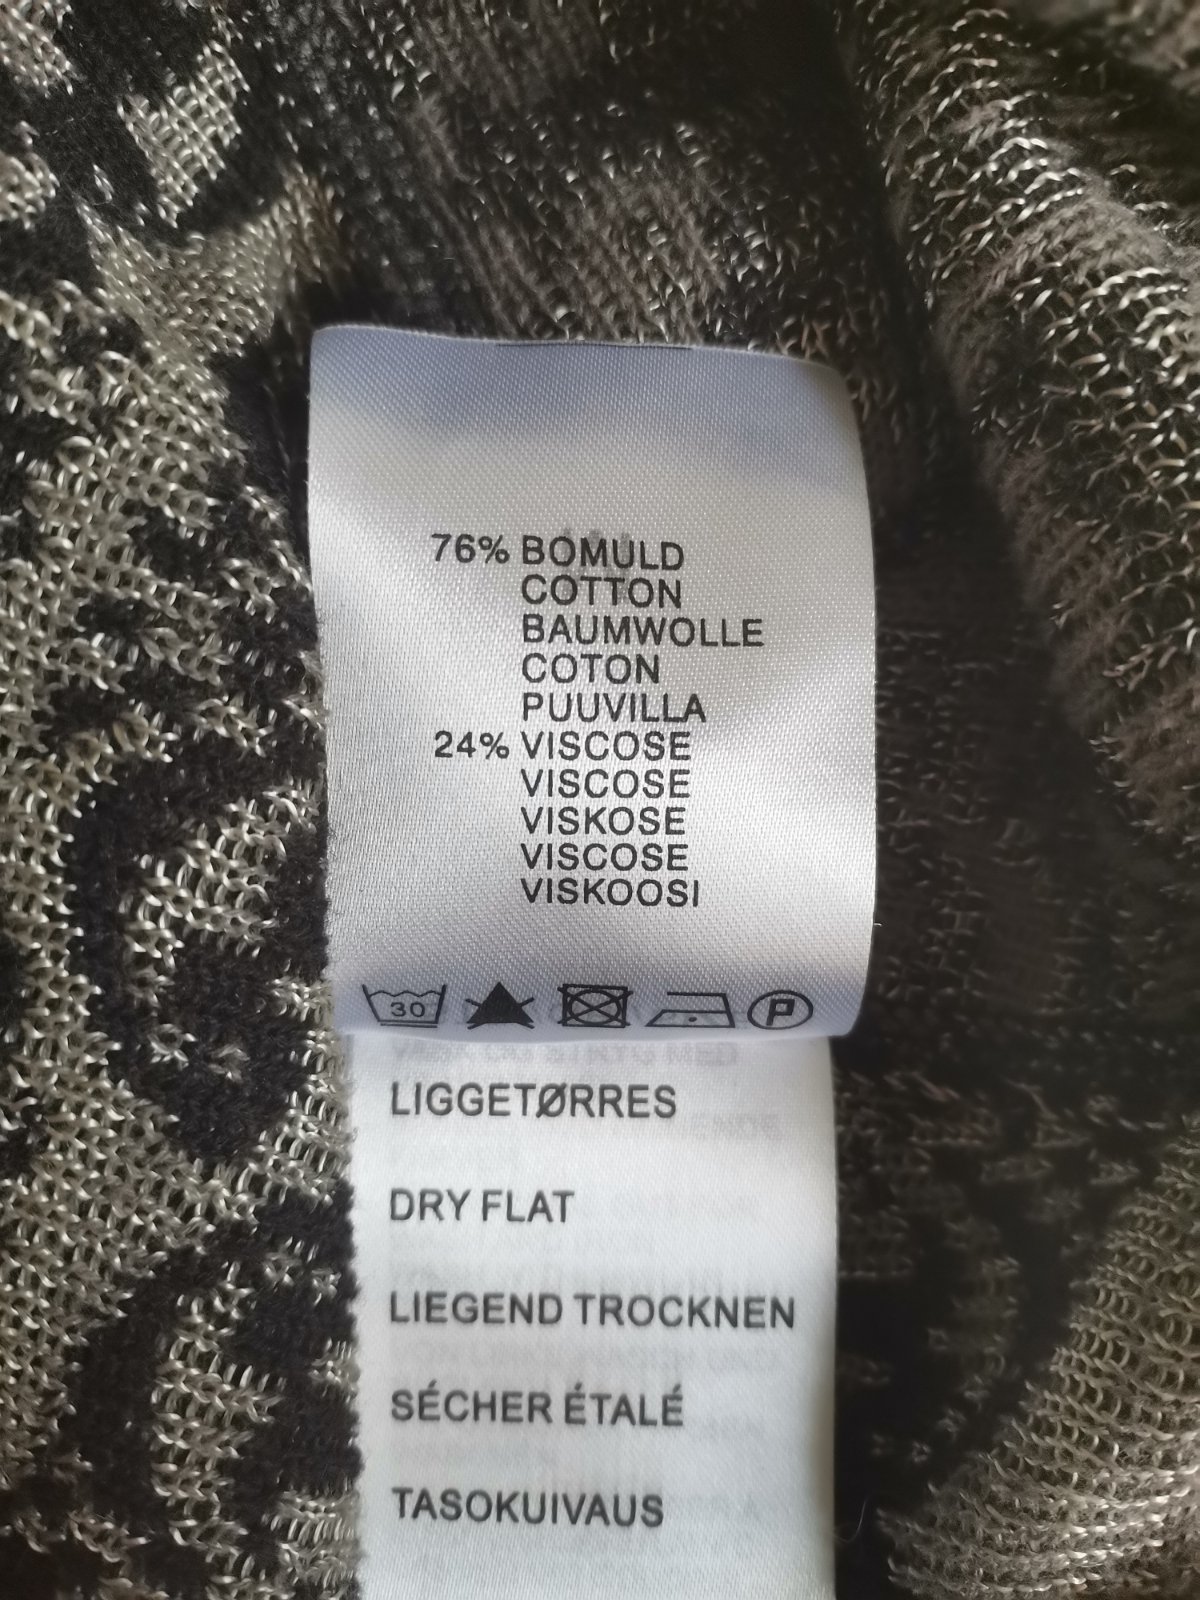 76% BOMULD
COTTON
BAUMWOLLE
COTON
PUUVILLA
24% VISCOSE
VISCOSE
VISKOSE
VISCOSE
VISKOOSI
30 P
LIGGETØRRES
DRY FLAT
LIEGEND TROCKNEN
SÉCHER ÉTALÉ
TASOKUIVAUS